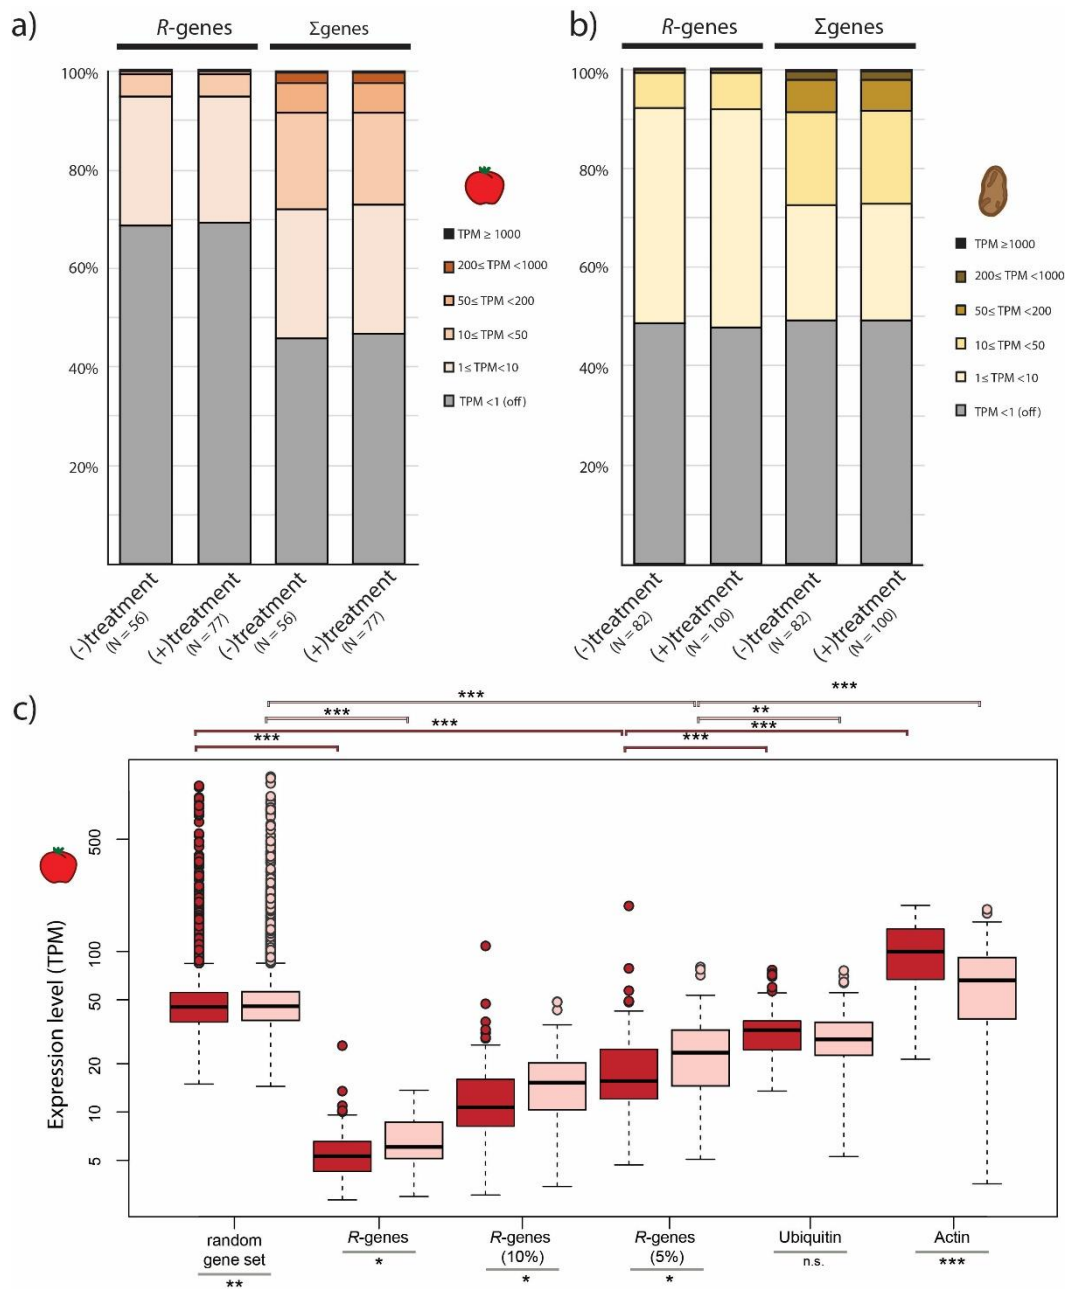 a)
R-genes
Σgenes
100%
80%
60%
40%
20%
TPM ≥ 1000
200≤ TPM <1000
50≤ TPM <200
10≤ TPM <50
1≤ TPM<10
TPM <1 (off)
(-)treatment
(N = 56)
(+)treatment
(N = 77)
(-)treatment
(N = 56)
(+)treatment
(N = 77)
b)
R-genes
Σgenes
100%
80%
60%
40%
20%
TPM ≥1000
200≤ TPM <1000
50≤ TPM <200
10≤ TPM <50
1≤ TPM <10
TPM <1 (off)
(-)treatment
(N = 82)
(+)treatment
(N = 100)
(-)treatment
(N = 82)
(+)treatment
(N = 100)
c)
***
***
***
**
***
***
***
***
Expression level (TPM)
500
100
50
20
10
5
random
gene set
**
R-genes
*
R-genes
(10%)
*
R-genes
(5%)
*
Ubiquitin
n.s.
Actin
***